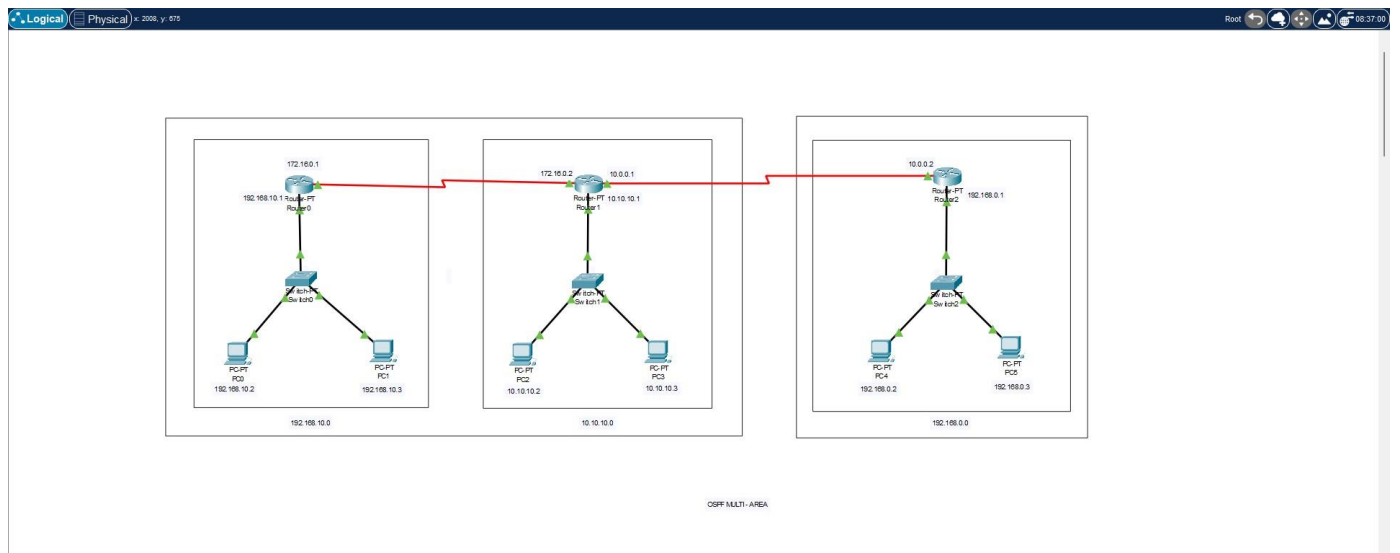 Logical Physical x: 2008, y: 675 Root 08:37:00
172.16.0.1
192.168.10.1
Router-PT
Router0
172.16.0.2
10.0.0.1
Router-PT
Router1
10.10.10.1
10.0.0.2
Router-PT
Router2
192.168.0.1
Switch-PT
Switch0
Switch-PT
Switch1
Switch-PT
Switch2
PC-PT
PC0
192.168.10.2
PC-PT
PC1
192.168.10.3
PC-PT
PC2
10.10.10.2
PC-PT
PC3
10.10.10.3
PC-PT
PC4
192.168.0.2
PC-PT
PC5
192.168.0.3
192.168.10.0
10.10.10.0
192.168.0.0
OSPF MULTI - AREA